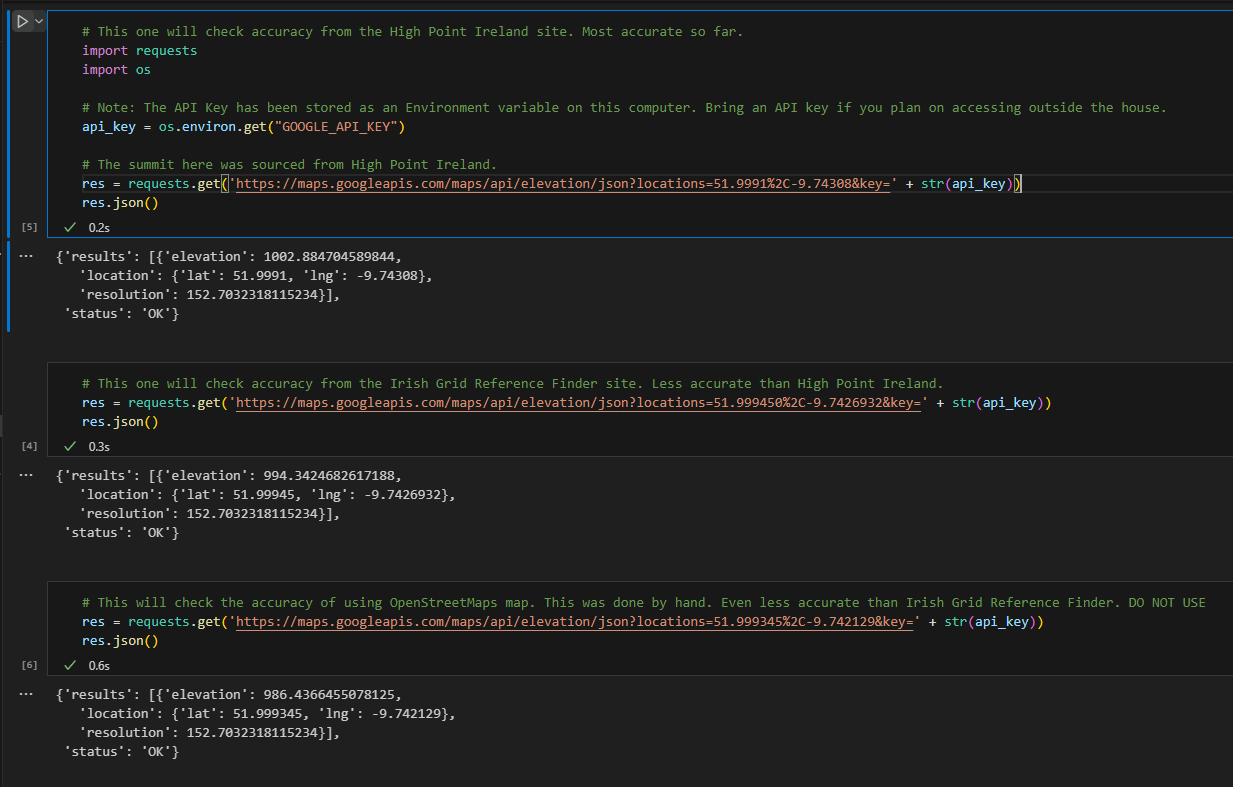 # This one will check accuracy from the High Point Ireland site. Most accurate so far.
import requests
import os
# Note: The API Key has been stored as an Environment variable on this computer. Bring an API key if you plan on accessing outside the house.
api_key = os.environ.get("GOOGLE_API_KEY")
# The summit here was sourced from High Point Ireland.
res = requests.get('https://maps.googleapis.com/maps/api/elevation/json?locations=51.9991%2C-9.74308&key=' + str(api_key))
res.json()
[5] ✓ 0.2s
... {'results': [{'elevation': 1002.884704589844,
'location': {'lat': 51.9991, 'lng': -9.74308},
'resolution': 152.7032318115234}],
'status': 'OK'}
# This one will check accuracy from the Irish Grid Reference Finder site. Less accurate than High Point Ireland.
res = requests.get('https://maps.googleapis.com/maps/api/elevation/json?locations=51.999450%2C-9.7426932&key=' + str(api_key))
res.json()
[4] ✓ 0.3s
... {'results': [{'elevation': 994.3424682617188,
'location': {'lat': 51.99945, 'lng': -9.7426932},
'resolution': 152.7032318115234}],
'status': 'OK'}
# This will check the accuracy of using OpenStreetMaps map. This was done by hand. Even less accurate than Irish Grid Reference Finder. DO NOT USE
res = requests.get('https://maps.googleapis.com/maps/api/elevation/json?locations=51.999345%2C-9.742129&key=' + str(api_key))
res.json()
[6] ✓ 0.6s
... {'results': [{'elevation': 986.4366455078125,
'location': {'lat': 51.999345, 'lng': -9.742129},
'resolution': 152.7032318115234}],
'status': 'OK'}